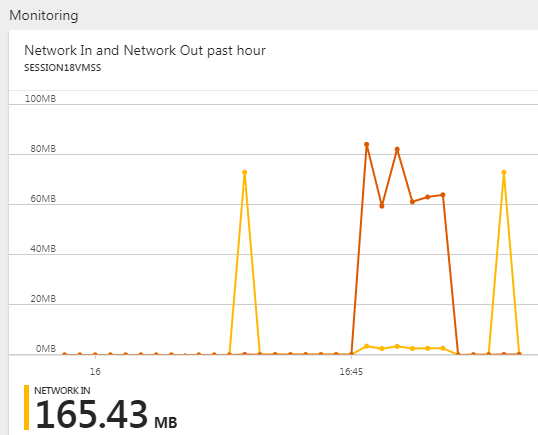 Monitoring
Network In and Network Out past hour
SESSION18VMSS
100MB
80MB
60MB
40MB
20MB
0MB
16
16:45
NETWORK IN
165.43 MB